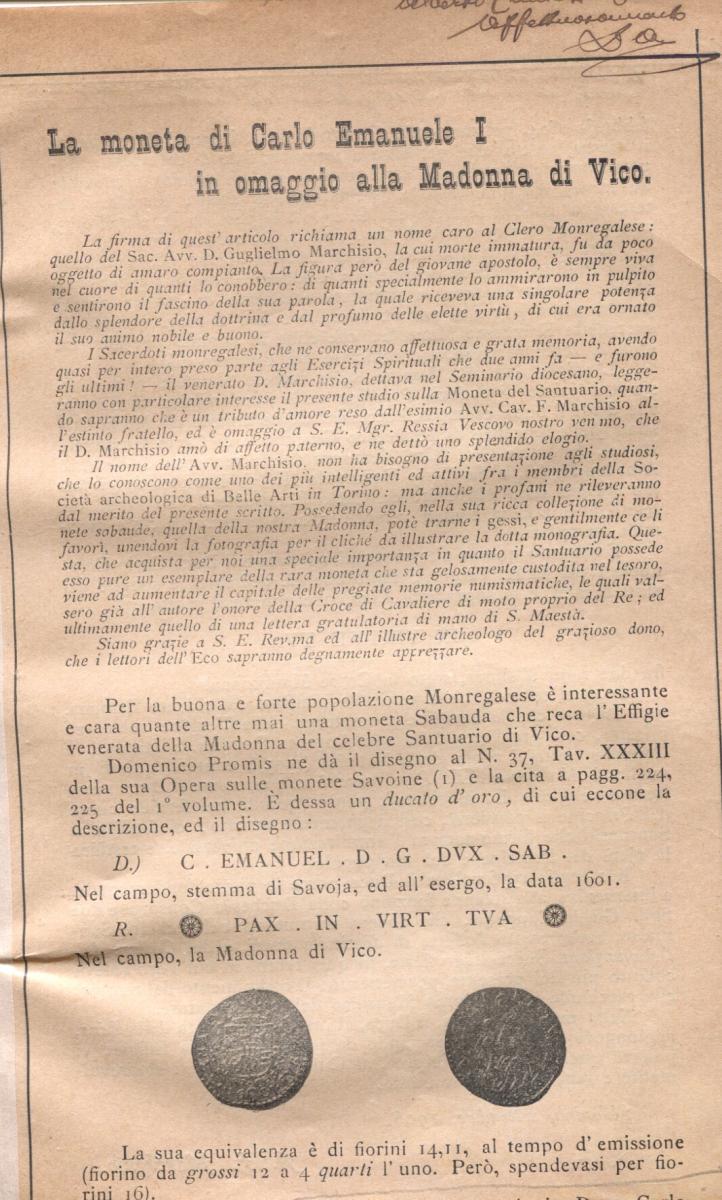 Affettuosamente
La moneta di Carlo Emanuele I
in omaggio alla Madonna di Vico.
La firma di quest'articolo richiama un nome caro al Clero Monregalese:
quello del Sac. Avv. D. Guglielmo Marchisio, la cui morte immatura, fu da poco
oggetto di amaro compianto. La figura però del giovane apostolo, è sempre viva
nel cuore di quanti lo conobbero: di quanti specialmente lo ammirarono in pulpito
e sentirono il fascino della sua parola, la quale riceveva una singolare potenza
dallo splendore della dottrina e dal profumo delle elette virtù, di cui era ornato
il suo animo nobile e buono.
I Sacerdoti monregalesi, che ne conservano affettuosa e grata memoria, avendo
quasi per intero preso parte agli Esercizi Spirituali che due anni fa — e furono
gli ultimi! — il venerato D. Marchisio, dettava nel Seminario diocesano, legge-
ranno con particolare interesse il presente studio sulla Moneta del Santuario, quan-
do sapranno che è un tributo d'amore reso dall'esimio Avv. Cav. F. Marchisio al-
l'estinto fratello, ed è omaggio a S. E. Mgr. Ressia Vescovo nostro ven mo, che
il D. Marchisio amò di affetto paterno, e ne dettò uno splendido elogio.
Il nome dell'Avv. Marchisio, non ha bisogno di presentazione agli studiosi,
che lo conoscono come uno dei più intelligenti ed attivi fra i membri della So-
cietà archeologica di Belle Arti in Torino: ma anche i profani ne rileveranno
dal merito del presente scritto. Possedendo egli, nella sua ricca collezione di mo-
nete sabaude, quella della nostra Madonna, potè trarne i gessi, e gentilmente ce li
favorì, unendovi la fotografia per il cliché da illustrare la dotta monografia. Que-
sta, che acquista per noi una speciale importanza in quanto il Santuario possede
esso pure un esemplare della rara moneta che sta gelosamente custodita nel tesoro,
viene ad aumentare il capitale delle pregiate memorie numismatiche, le quali val-
sero già all'autore l'onore della Croce di Cavaliere di moto proprio del Re; ed
ultimamente quello di una lettera gratulatoria di mano di S. Maestà.
Siano grazie a S. E. Rev.ma ed all'illustre archeologo del grazioso dono,
che i lettori dell'Eco sapranno degnamente apprezzare.
Per la buona e forte popolazione Monregalese è interessante
e cara quante altre mai una moneta Sabauda che reca l'Effigie
venerata della Madonna del celebre Santuario di Vico.
Domenico Promis ne dà il disegno al N. 37, Tav. XXXIII
della sua Opera sulle monete Savoine (1) e la cita a pagg. 224,
225 del 1° volume. È dessa un ducato d'oro, di cui eccone la
descrizione, ed il disegno:
D.) C . EMANUEL . D . G . DVX . SAB .
Nel campo, stemma di Savoja, ed all'esergo, la data 1601.
R. PAX . IN . VIRT . TVA
Nel campo, la Madonna di Vico.
La sua equivalenza è di fiorini 14,11, al tempo d'emissione
(fiorino da grossi 12 a 4 quarti l'uno. Però, spendevasi per fio-
rini 16).